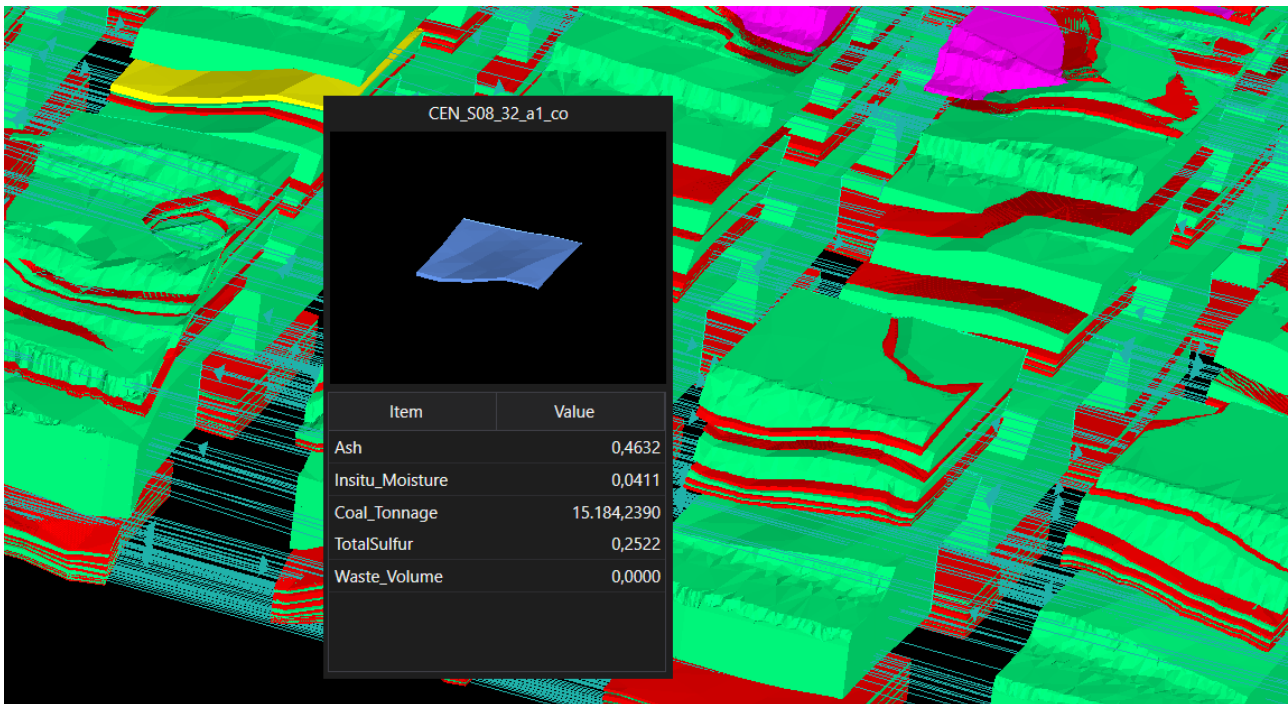 CEN_S08_32_a1_co
Item Value
Ash 0,4632
Insitu_Moisture 0,0411
Coal_Tonnage 15.184,2390
TotalSulfur 0,2522
Waste_Volume 0,0000